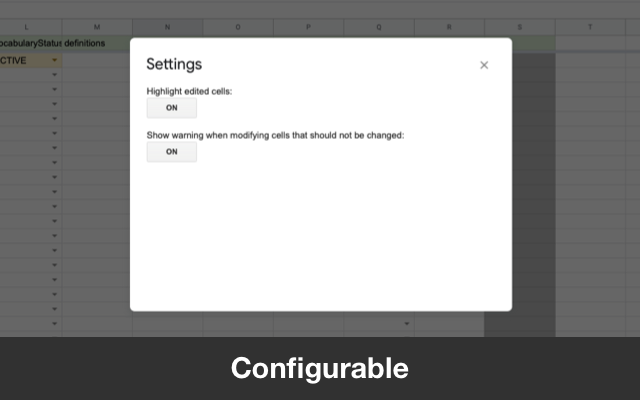 L M N O P Q R S T
ocabularyStatus definitions
CTIVE
Settings
×
Highlight edited cells:
ON
Show warning when modifying cells that should not be changed:
ON
Configurable